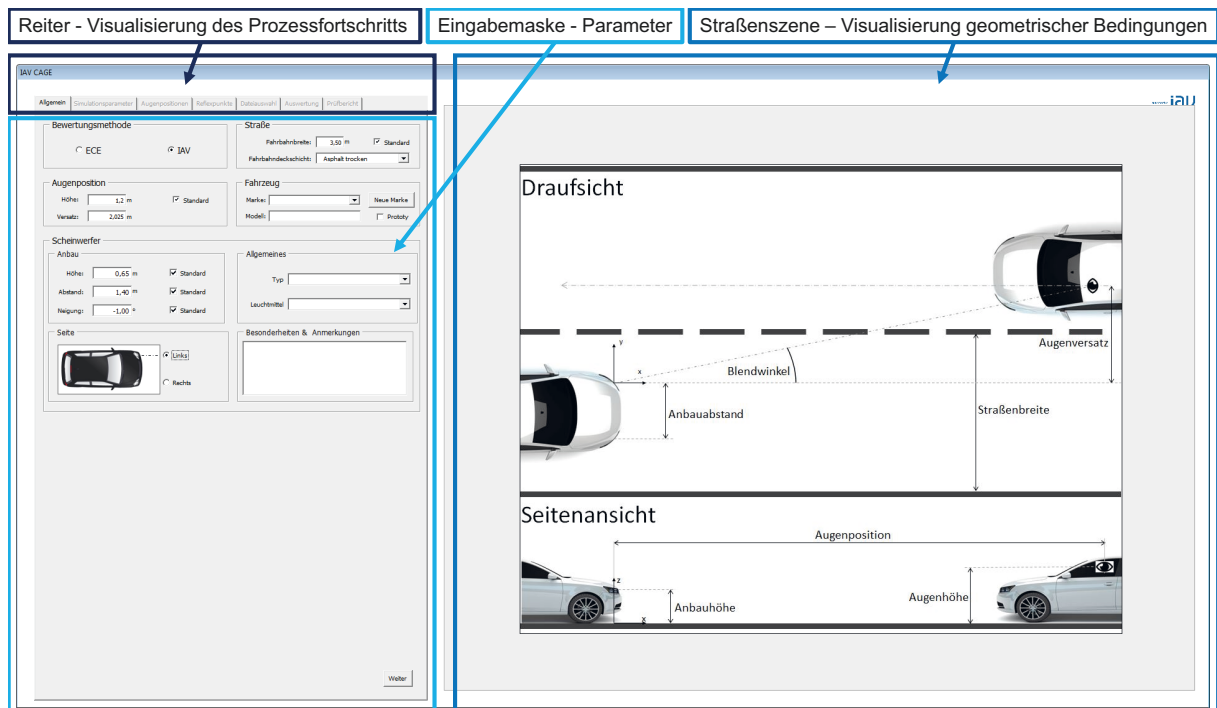 Reiter - Visualisierung des Prozessfortschritts
Eingabemaske - Parameter
Straßenszene – Visualisierung geometrischer Bedingungen
IAV CAGE
iau
Allgemein Simulationsparameter Augenpositionen Reflexpunkte Dateiauswahl Auswertung Prüfbericht
Bewertungsmethode
ECE IAV
Straße
Fahrbahnbreite: 3,50 m Standard
Fahrbahndeckschicht: Asphalt trocken
Augenposition
Höhe: 1,2 m Standard
Versatz: 2,025 m
Fahrzeug
Marke: Neue Marke
Modell: Prototy
Scheinwerfer
Anbau
Höhe: 0,65 m Standard
Abstand: 1,40 m Standard
Neigung: -1,00 ° Standard
Allgemeines
Typ
Leuchtmittel
Seite
Links
Rechts
Besonderheiten & Anmerkungen
Weiter
Draufsicht
Augenversatz
y
x
Blendwinkel
Anbauabstand
Straßenbreite
Seitenansicht
Augenposition
z
Anbauhöhe
x
Augenhöhe